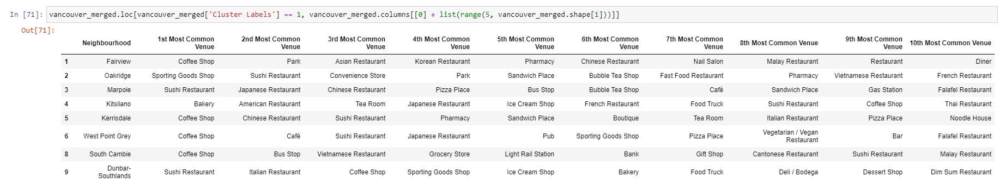 In [71]: vancouver_merged.loc[vancouver_merged['Cluster Labels'] == 1, vancouver_merged.columns[[0] + list(range(5, vancouver_merged.shape[1]))]]
Out[71]:
Neighbourhood 1st Most Common Venue 2nd Most Common Venue 3rd Most Common Venue 4th Most Common Venue 5th Most Common Venue 6th Most Common Venue 7th Most Common Venue 8th Most Common Venue 9th Most Common Venue 10th Most Common Venue
1 Fairview Coffee Shop Park Asian Restaurant Korean Restaurant Pharmacy Chinese Restaurant Nail Salon Malay Restaurant Restaurant Diner
2 Oakridge Sporting Goods Shop Sushi Restaurant Convenience Store Park Sandwich Place Bubble Tea Shop Fast Food Restaurant Pharmacy Vietnamese Restaurant French Restaurant
3 Marpole Sushi Restaurant Japanese Restaurant Chinese Restaurant Pizza Place Bus Stop Bubble Tea Shop Café Sandwich Place Gas Station Falafel Restaurant
4 Kitsilano Bakery American Restaurant Tea Room Japanese Restaurant Ice Cream Shop French Restaurant Food Truck Sushi Restaurant Coffee Shop Thai Restaurant
5 Kerrisdale Coffee Shop Chinese Restaurant Sushi Restaurant Pharmacy Sandwich Place Boutique Tea Room Italian Restaurant Pizza Place Noodle House
6 West Point Grey Coffee Shop Café Sushi Restaurant Japanese Restaurant Pub Sporting Goods Shop Pizza Place Vegetarian / Vegan Restaurant Bar Falafel Restaurant
8 South Cambie Coffee Shop Bus Stop Vietnamese Restaurant Grocery Store Light Rail Station Bank Gift Shop Cantonese Restaurant Sushi Restaurant Malay Restaurant
9 Dunbar-Southlands Sushi Restaurant Italian Restaurant Coffee Shop Sporting Goods Shop Ice Cream Shop Bakery Food Truck Deli / Bodega Dessert Shop Dim Sum Restaurant